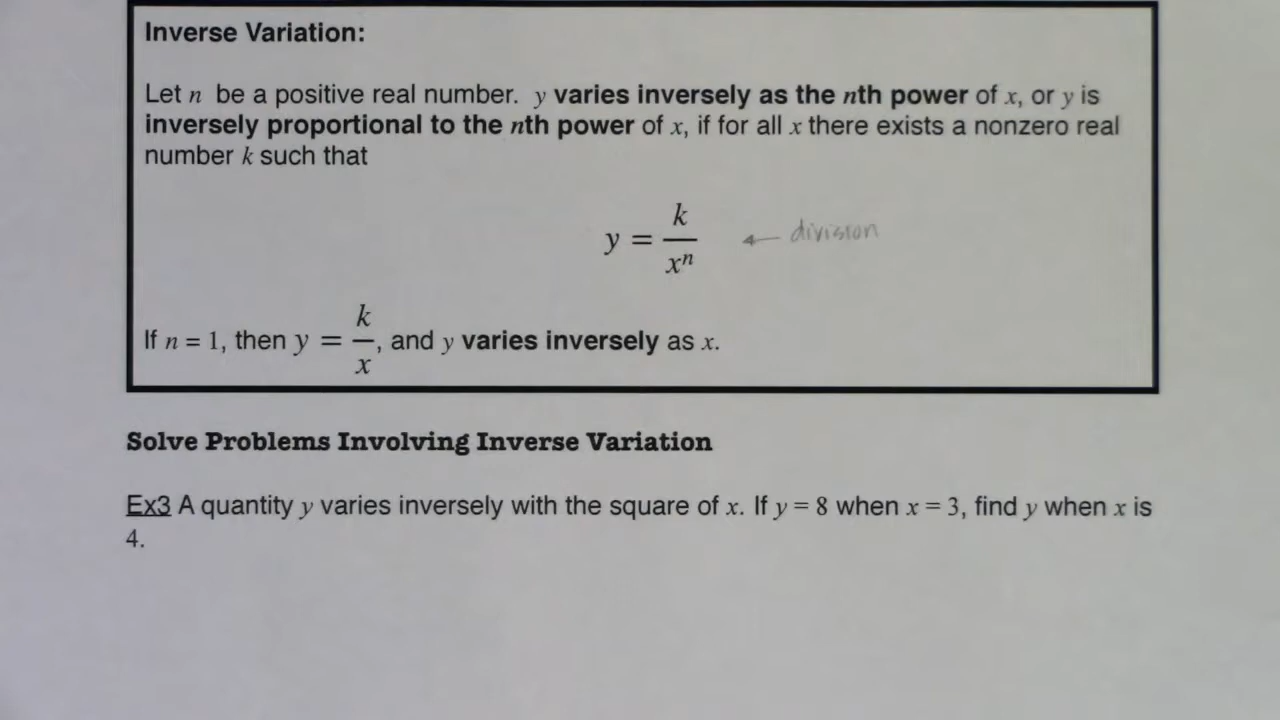 Inverse Variation:
Let n be a positive real number. y varies inversely as the nth power of x, or y is
inversely proportional to the nth power of x, if for all x there exists a nonzero real
number k such that
y = k/xⁿ ← division
If n = 1, then y = k/x, and y varies inversely as x.
Solve Problems Involving Inverse Variation
Ex3 A quantity y varies inversely with the square of x. If y = 8 when x = 3, find y when x is
4.